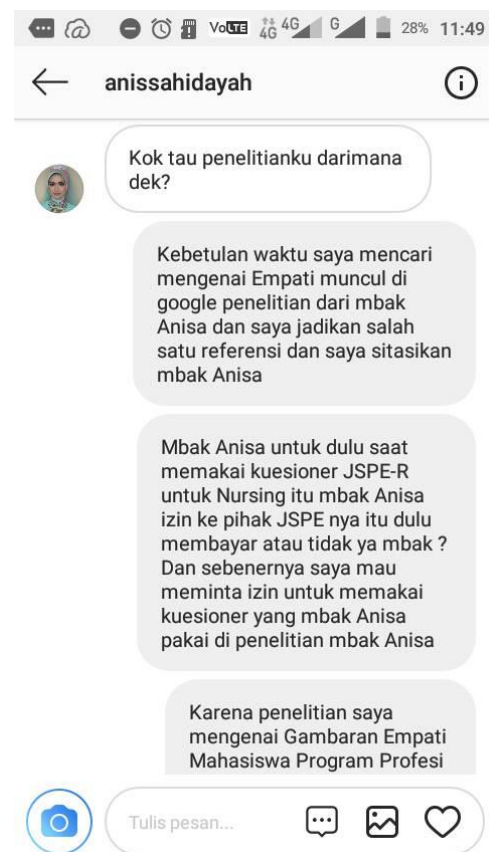 VoLTE 4G 4G G 28% 11:49
anissahidayah
Kok tau penelitianku darimana
dek?
Kebetulan waktu saya mencari
mengenai Empati muncul di
google penelitian dari mbak
Anisa dan saya jadikan salah
satu referensi dan saya sitasikan
mbak Anisa
Mbak Anisa untuk dulu saat
memakai kuesioner JSPE-R
untuk Nursing itu mbak Anisa
izin ke pihak JSPE nya itu dulu
membayar atau tidak ya mbak ?
Dan sebenernya saya mau
meminta izin untuk memakai
kuesioner yang mbak Anisa
pakai di penelitian mbak Anisa
Karena penelitian saya
mengenai Gambaran Empati
Mahasiswa Program Profesi
Tulis pesan...